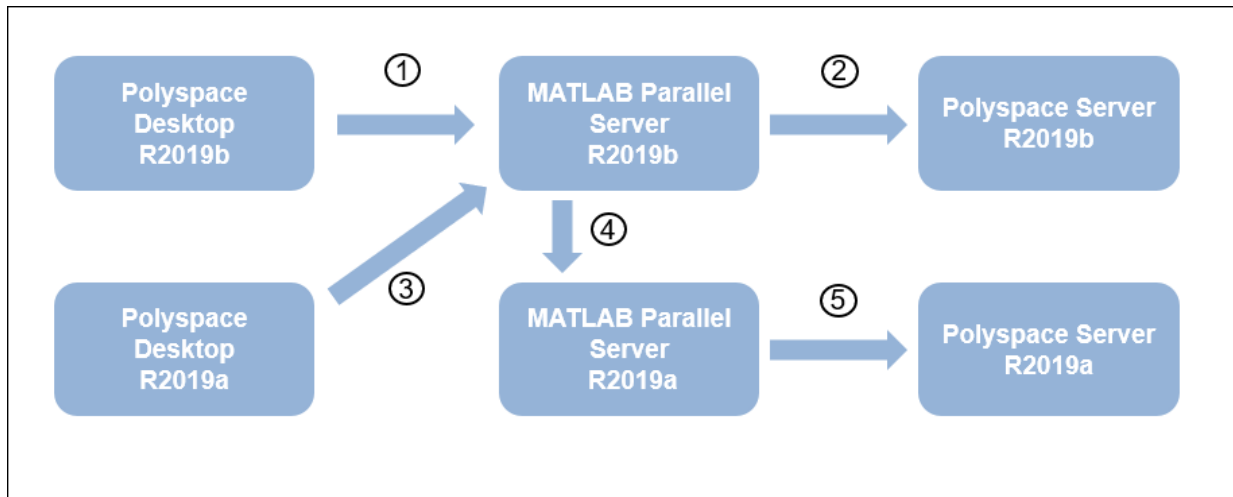 Polyspace
Desktop
R2019b
①
MATLAB Parallel
Server
R2019b
②
Polyspace Server
R2019b
③
④
Polyspace
Desktop
R2019a
MATLAB Parallel
Server
R2019a
⑤
Polyspace Server
R2019a